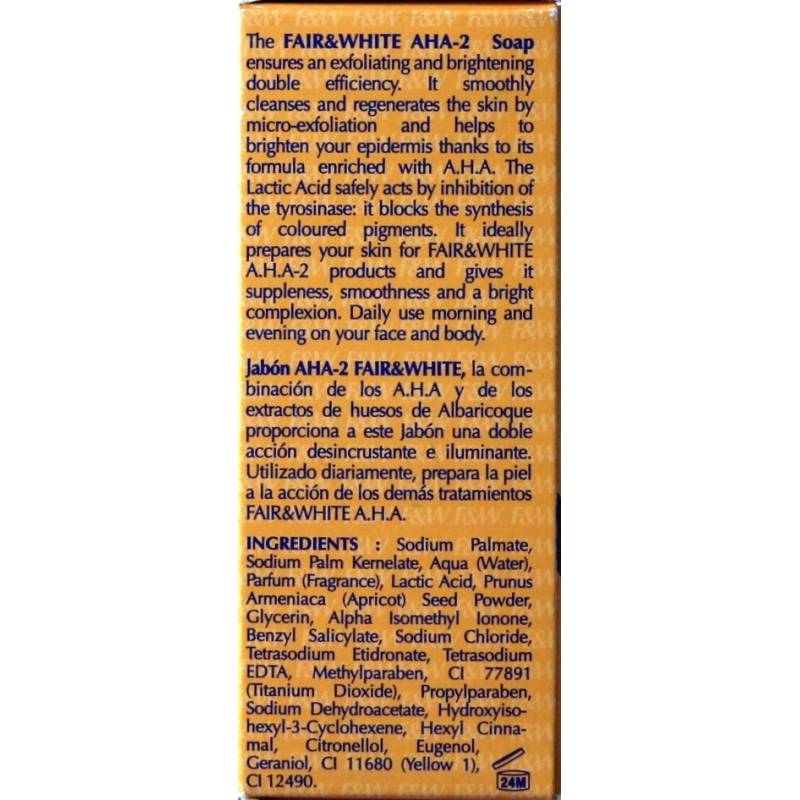 The FAIR&WHITE AHA-2 Soap
ensures an exfoliating and brightening
double efficiency. It smoothly
cleanses and regenerates the skin by
micro-exfoliation and helps to
brighten your epidermis thanks to its
formula enriched with A.H.A. The
Lactic Acid safely acts by inhibition of
the tyrosinase: it blocks the synthesis
of coloured pigments. It ideally
prepares your skin for FAIR&WHITE
A.H.A-2 products and gives it
suppleness, smoothness and a bright
complexion. Daily use morning and
evening on your face and body.
Jabón AHA-2 FAIR&WHITE, la com-
binación de los A.H.A y de los
extractos de huesos de Albaricoque
proporciona a este Jabón una doble
acción desincrustante e iluminante.
Utilizado diariamente, prepara la piel
a la acción de los demás tratamientos
FAIR&WHITE A.H.A.
INGREDIENTS : Sodium Palmate,
Sodium Palm Kernelate, Aqua (Water),
Parfum (Fragrance), Lactic Acid, Prunus
Armeniaca (Apricot) Seed Powder,
Glycerin, Alpha Isomethyl Ionone,
Benzyl Salicylate, Sodium Chloride,
Tetrasodium Etidronate, Tetrasodium
EDTA, Methylparaben, CI 77891
(Titanium Dioxide), Propylparaben,
Sodium Dehydroacetate, Hydroxyiso-
hexyl-3-Cyclohexene, Hexyl Cinna-
mal, Citronellol, Eugenol,
Geraniol, CI 11680 (Yellow 1),
CI 12490.
24M